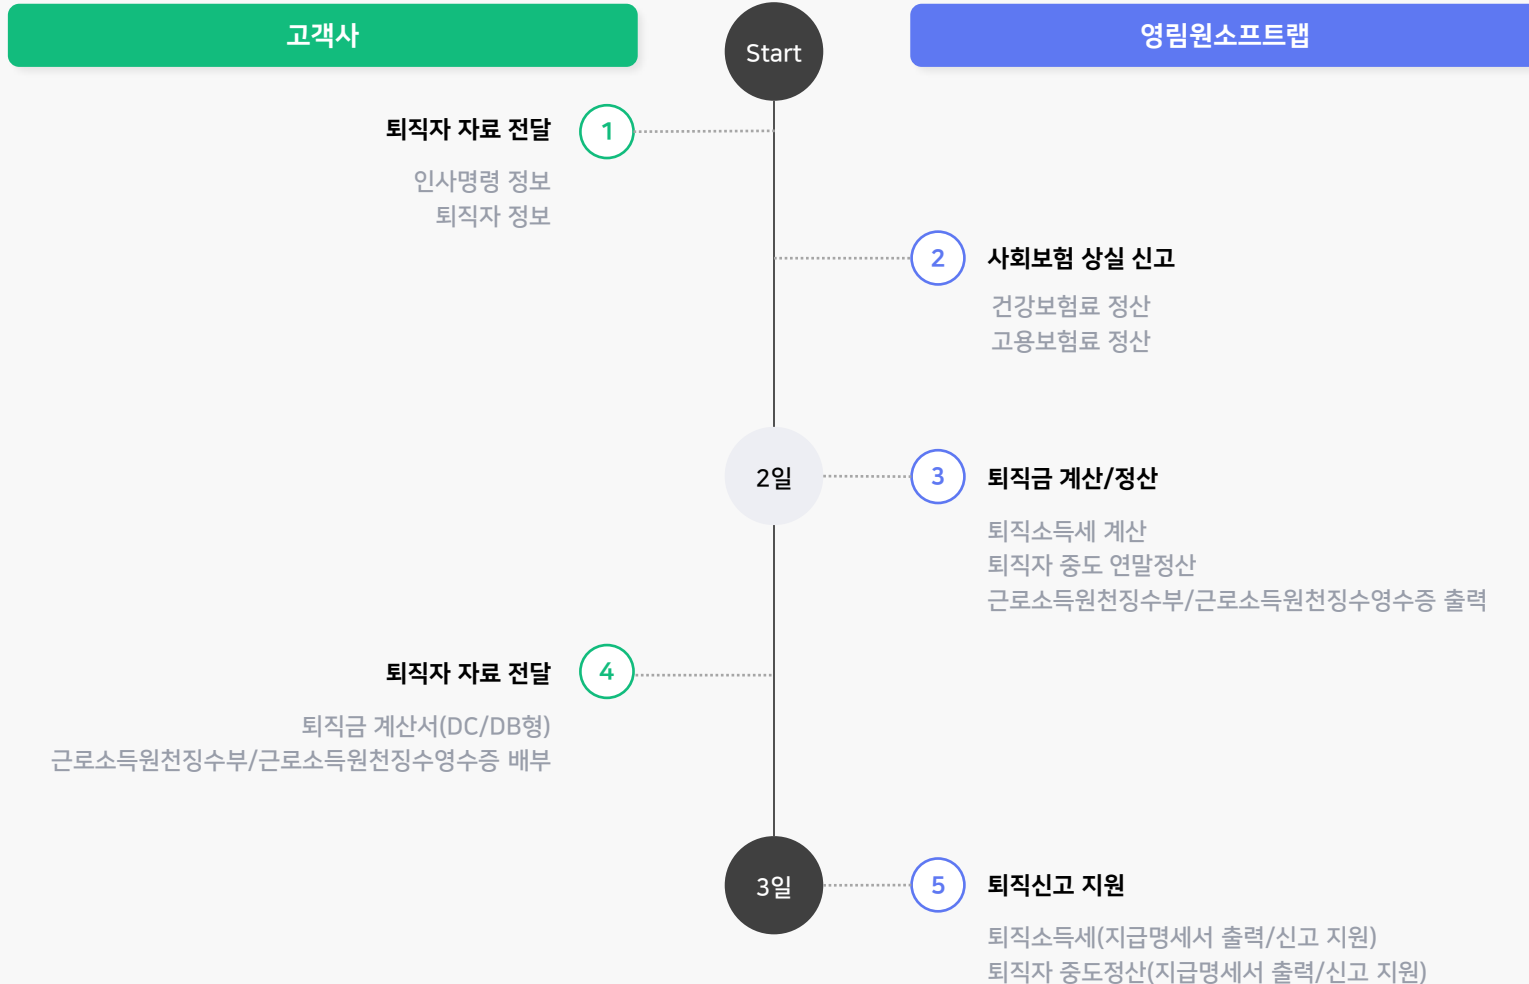 고객사
Start
영림원소프트랩
퇴직자 자료 전달
1
인사명령 정보
퇴직자 정보
2
사회보험 상실 신고
건강보험료 정산
고용보험료 정산
2일
3
퇴직금 계산/정산
퇴직소득세 계산
퇴직자 중도 연말정산
근로소득원천징수부/근로소득원천징수영수증 출력
퇴직자 자료 전달
4
퇴직금 계산서(DC/DB형)
근로소득원천징수부/근로소득원천징수영수증 배부
3일
5
퇴직신고 지원
퇴직소득세(지급명세서 출력/신고 지원)
퇴직자 중도정산(지급명세서 출력/신고 지원)